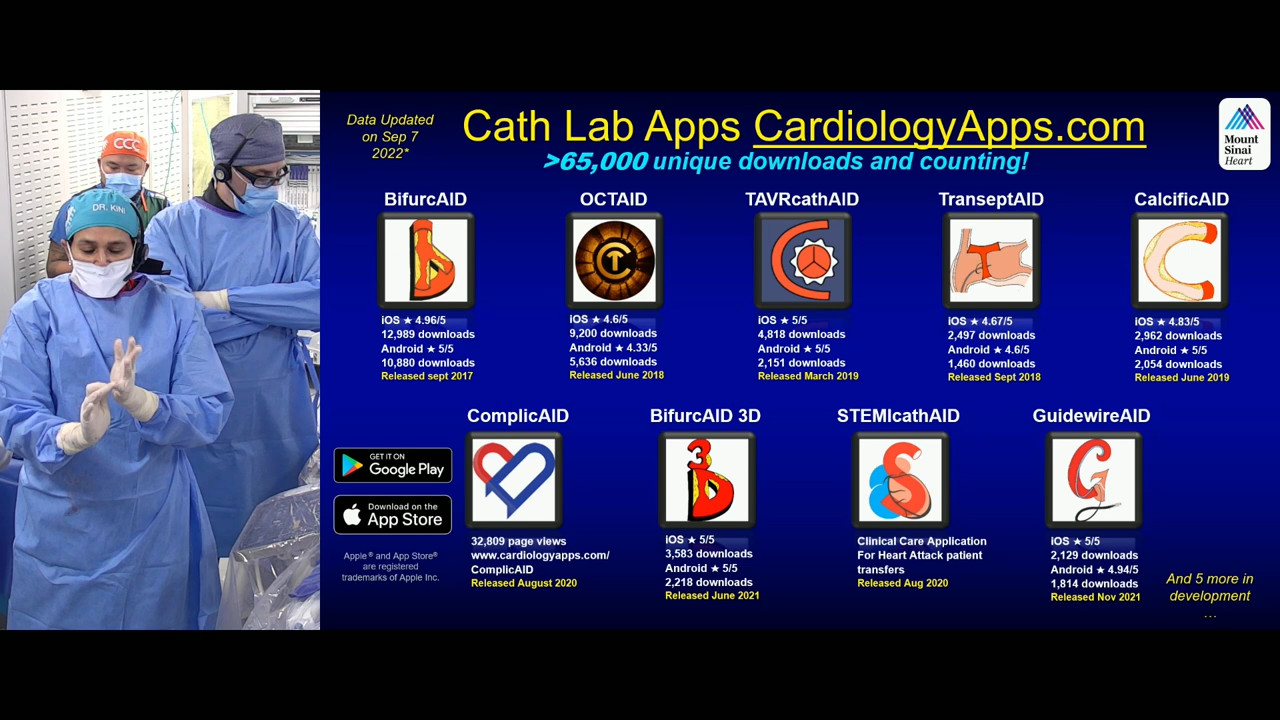 CCC
DR. KINI
Data Updated
on Sep 7
2022*
Cath Lab Apps CardiologyApps.com
>65,000 unique downloads and counting!
Mount
Sinai
Heart
BifurcAID
iOS ★ 4.96/5
12,989 downloads
Android ★ 5/5
10,880 downloads
Released sept 2017
OCTAID
iOS ★ 4.6/5
9,200 downloads
Android ★ 4.33/5
5,636 downloads
Released June 2018
TAVRcathAID
iOS ★ 5/5
4,818 downloads
Android ★ 5/5
2,151 downloads
Released March 2019
TranseptAID
iOS ★ 4.67/5
2,497 downloads
Android ★ 4.6/5
1,460 downloads
Released Sept 2018
CalcificAID
iOS ★ 4.83/5
2,962 downloads
Android ★ 5/5
2,054 downloads
Released June 2019
GET IT ON
Google Play
Download on the
App Store
Apple® and App Store®
are registered
trademarks of Apple Inc.
ComplicAID
32,809 page views
www.cardiologyapps.com/
ComplicAID
Released August 2020
BifurcAID 3D
3
iOS ★ 5/5
3,583 downloads
Android ★ 5/5
2,218 downloads
Released June 2021
STEMIcathAID
Clinical Care Application
For Heart Attack patient
transfers
Released Aug 2020
GuidewireAID
iOS ★ 5/5
2,129 downloads
Android ★ 4.94/5
1,814 downloads
Released Nov 2021
And 5 more in
development
...